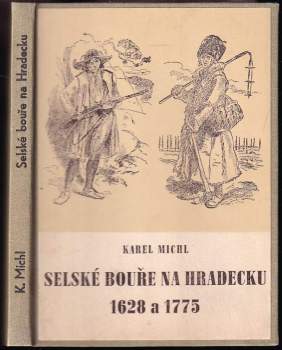 K. Michl Selské bouře na Hradecku
KAREL MICHL
SELSKÉ BOUŘE NA HRADECKU
1628 a 1775